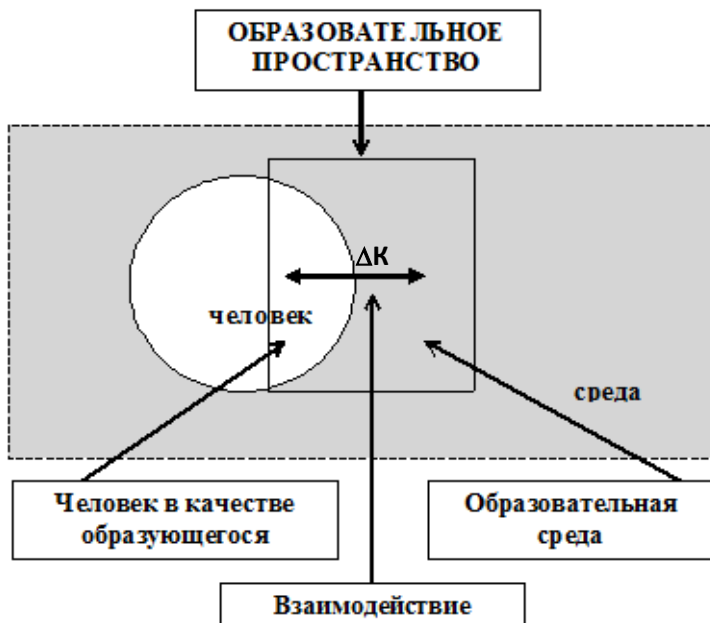 ОБРАЗОВАТЕЛЬНОЕ
ПРОСТРАНСТВО
ΔК
человек
среда
Человек в качестве
образующегося
Образовательная
среда
Взаимодействие